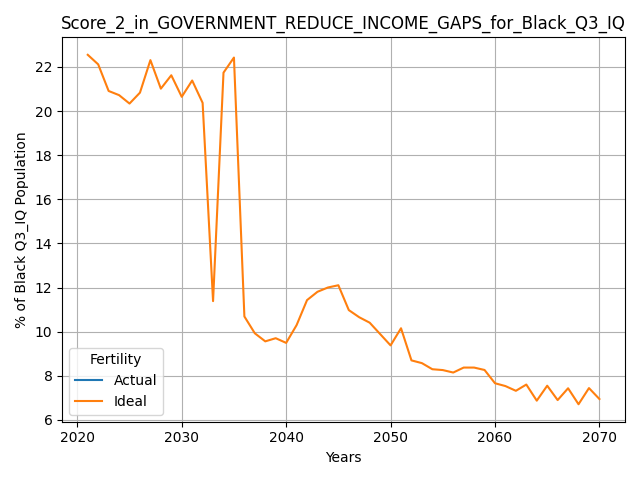 Score_2_in_GOVERNMENT_REDUCE_INCOME_GAPS_for_Black_Q3_IQ
% of Black Q3_IQ Population
22
20
18
16
14
12
10
8
6
Fertility
Actual
Ideal
2020 2030 2040 2050 2060 2070
Years